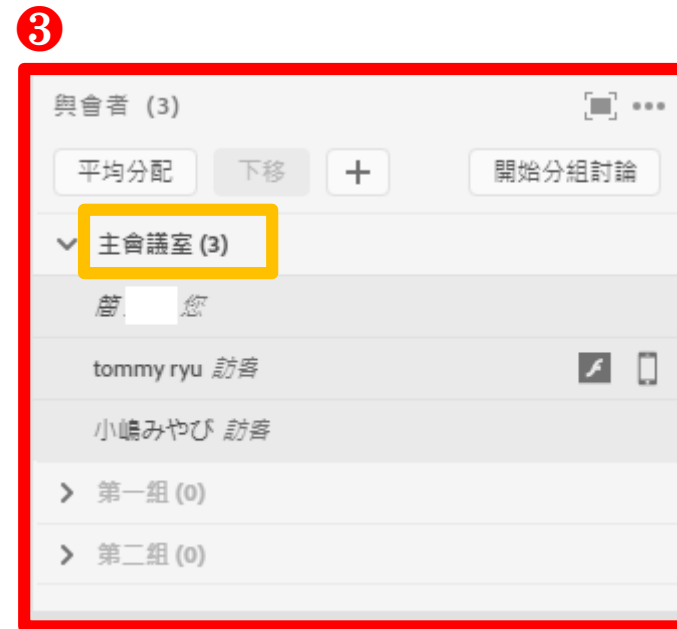 3
與會者 (3)
平均分配 下移 + 開始分組討論
主會議室 (3)
簡 您
tommy ryu 訪客
小嶋みやび 訪客
第一組 (0)
第二組 (0)